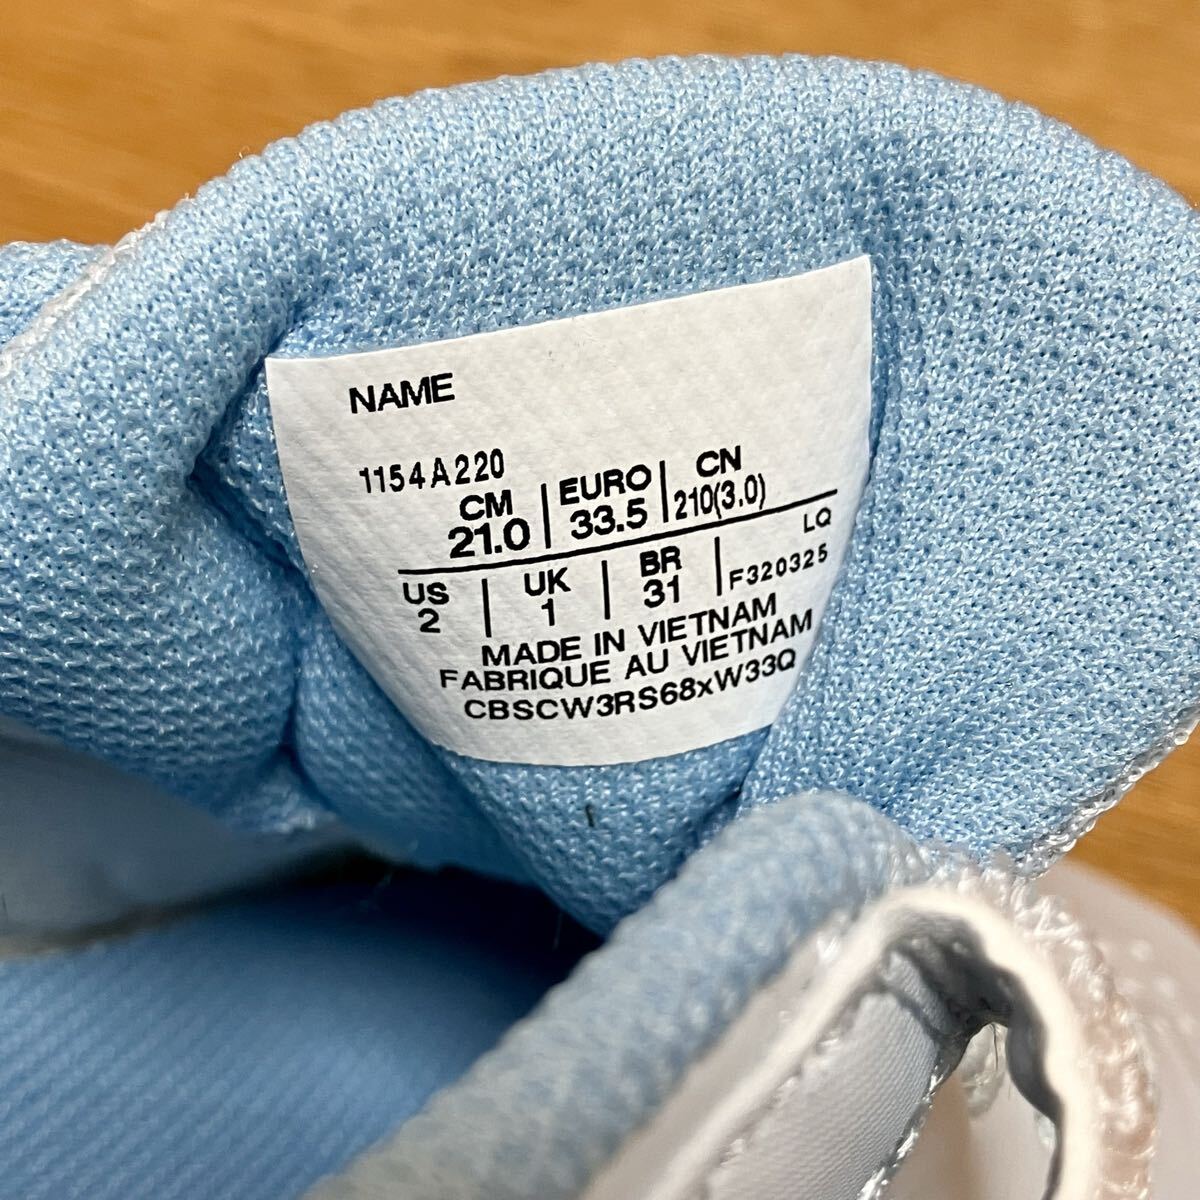 NAME
1154A220
CM EURO CN
21.0 33.5 210(3.0)
LQ
US UK BR F320325
2 1 31
MADE IN VIETNAM
FABRIQUE AU VIETNAM
CBSCW3RS68xW33Q